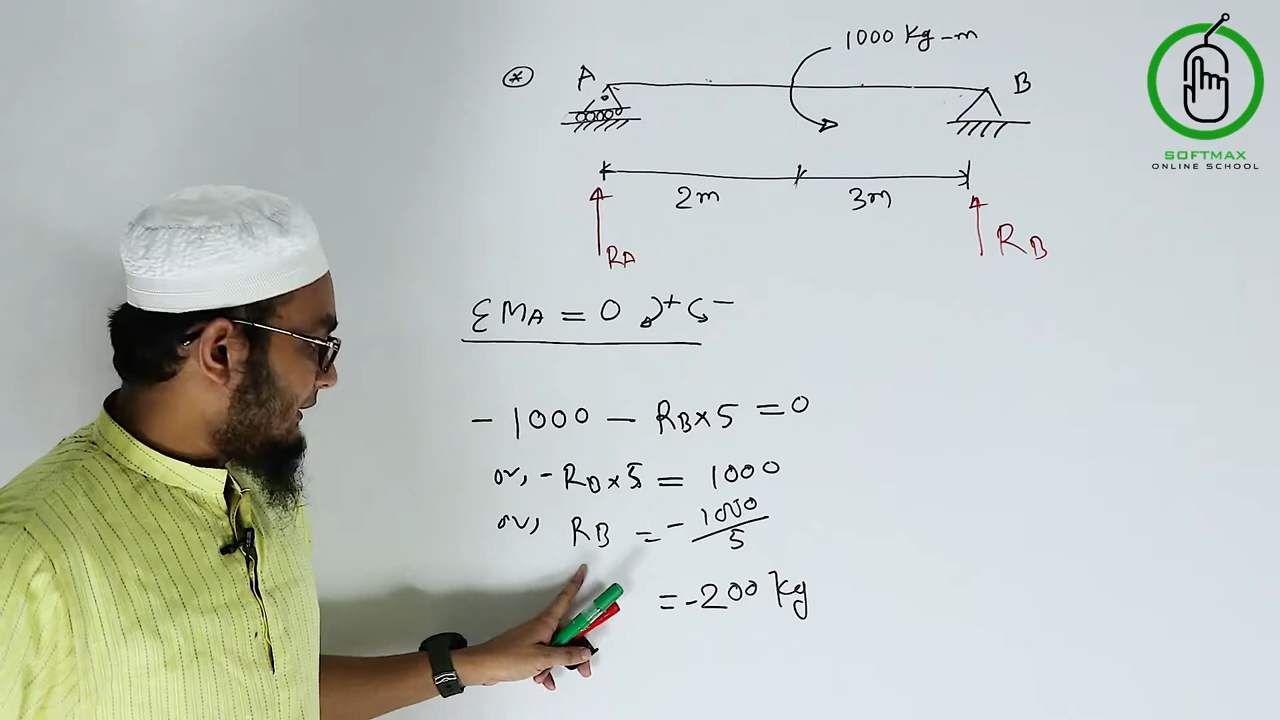 1000 Kg-m
* A B
SOFTMAX
ONLINE SCHOOL
2m 3m
RA RB
ΣMA = 0 + −
- 1000 - RB×5 = 0
or, -RB×5 = 1000
or, RB = - 1000/5
= -200 Kg